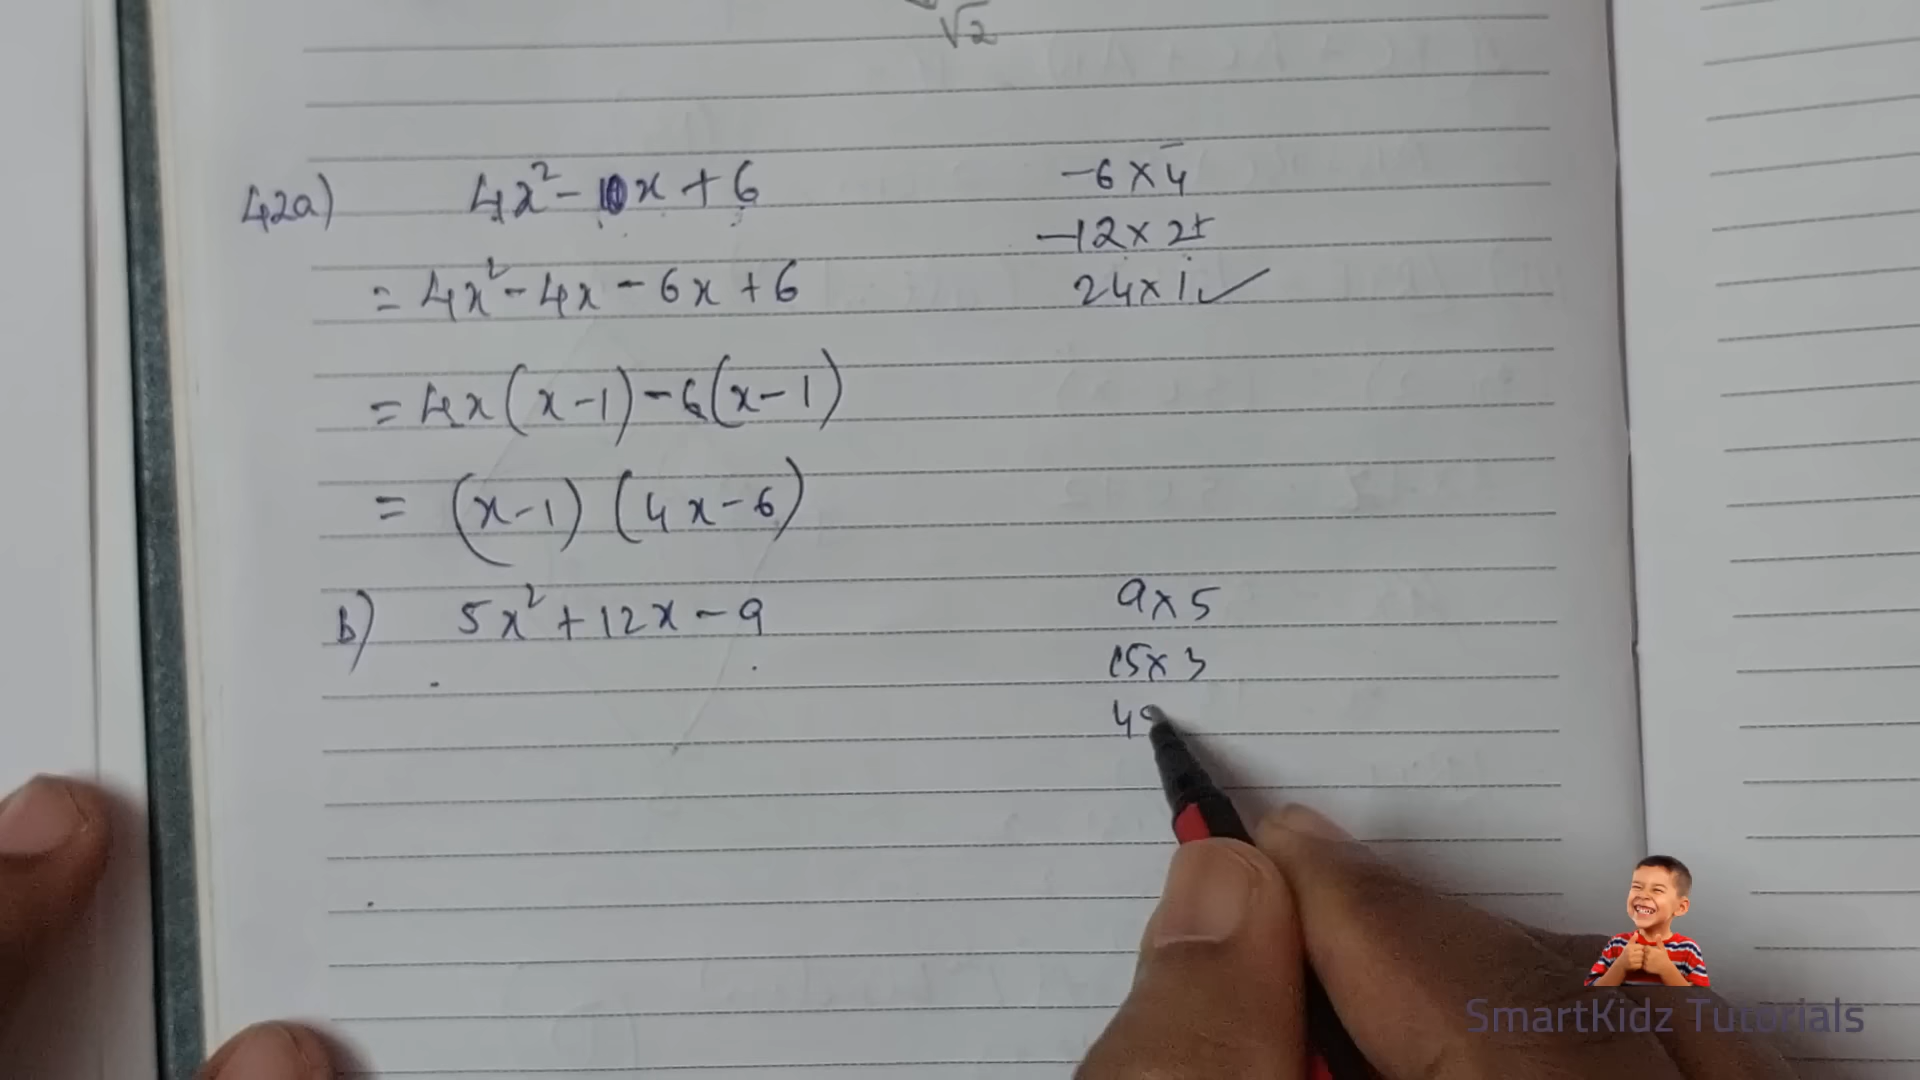 √2
42a) 4x² - 10x + 6
-6 × 4
-12 × 2+
= 4x² - 4x - 6x + 6
24 × 1 ✓
= 4x(x - 1) - 6(x - 1)
= (x - 1) (4x - 6)
b) 5x² + 12x - 9
9 × 5
15 × 3
4
SmartKidz Tutorials